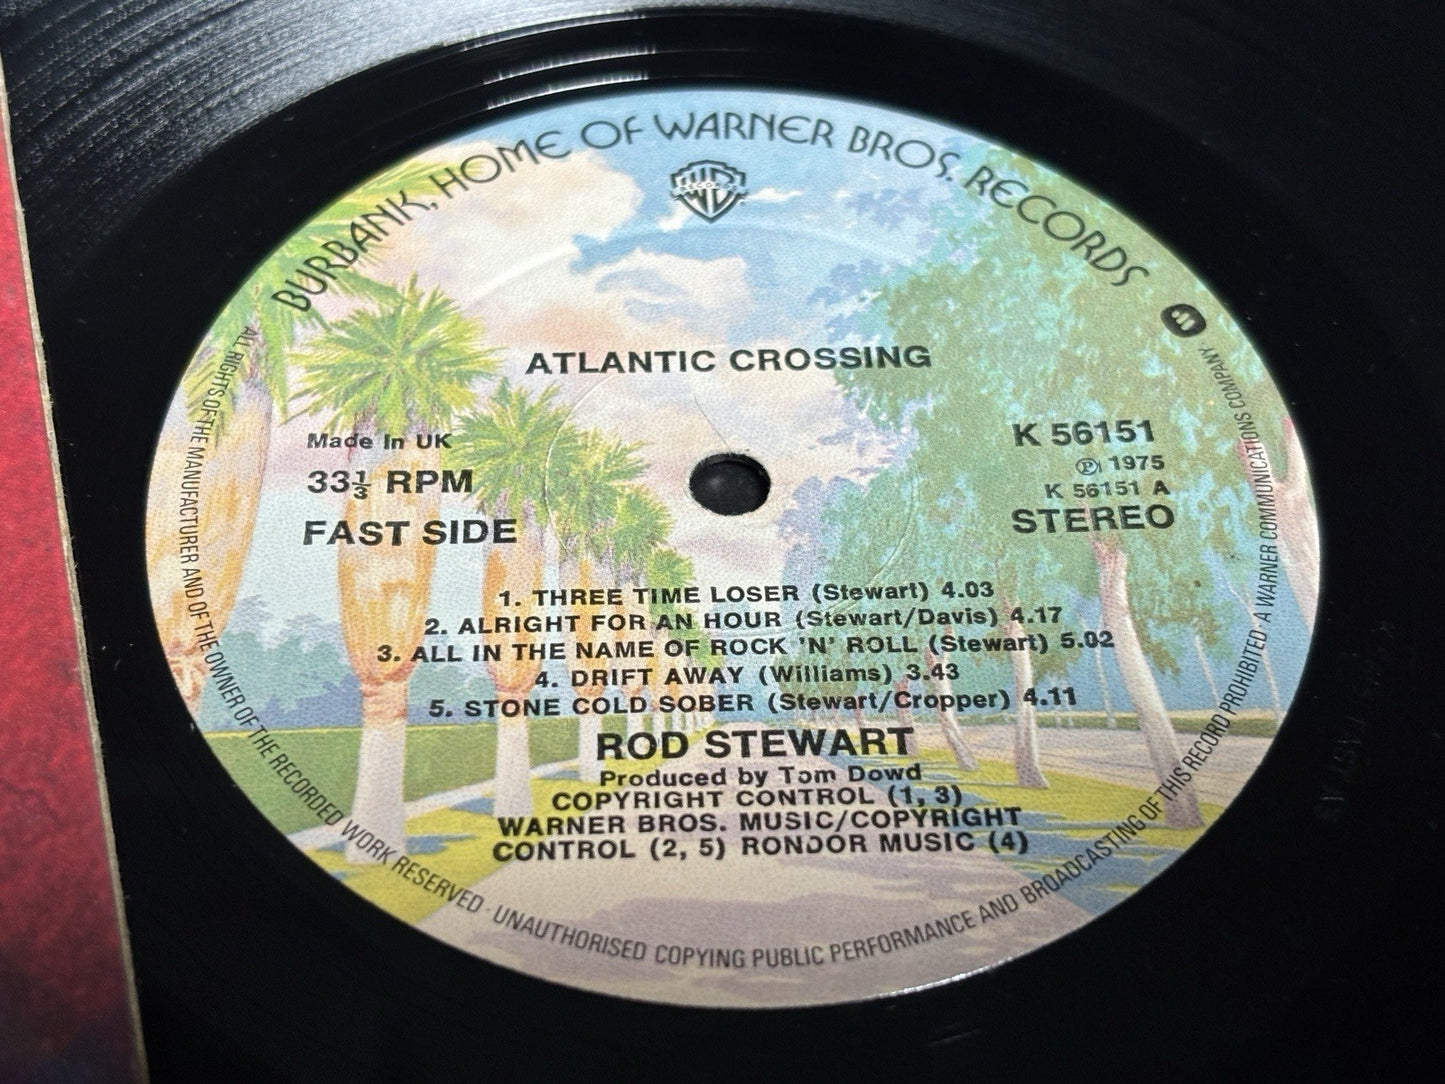 BURBANK, HOME OF WARNER BROS. RECORDS
RECORDS
ATLANTIC CROSSING
Made In UK
33⅓ RPM
FAST SIDE
K 56151
Ⓟ 1975
K 56151 A
STEREO
1. THREE TIME LOSER (Stewart) 4.03
2. ALRIGHT FOR AN HOUR (Stewart/Davis) 4.17
3. ALL IN THE NAME OF ROCK 'N' ROLL (Stewart) 5.02
4. DRIFT AWAY (Williams) 3.43
5. STONE COLD SOBER (Stewart/Cropper) 4.11
ROD STEWART
Produced by Tom Dowd
COPYRIGHT CONTROL (1, 3)
WARNER BROS. MUSIC/COPYRIGHT
CONTROL (2, 5) RONDOR MUSIC (4)
ALL RIGHTS OF THE MANUFACTURER AND OF THE OWNER OF THE RECORDED WORK RESERVED · UNAUTHORISED COPYING PUBLIC PERFORMANCE AND BROADCASTING OF THIS RECORD PROHIBITED · A WARNER COMMUNICATIONS COMPANY